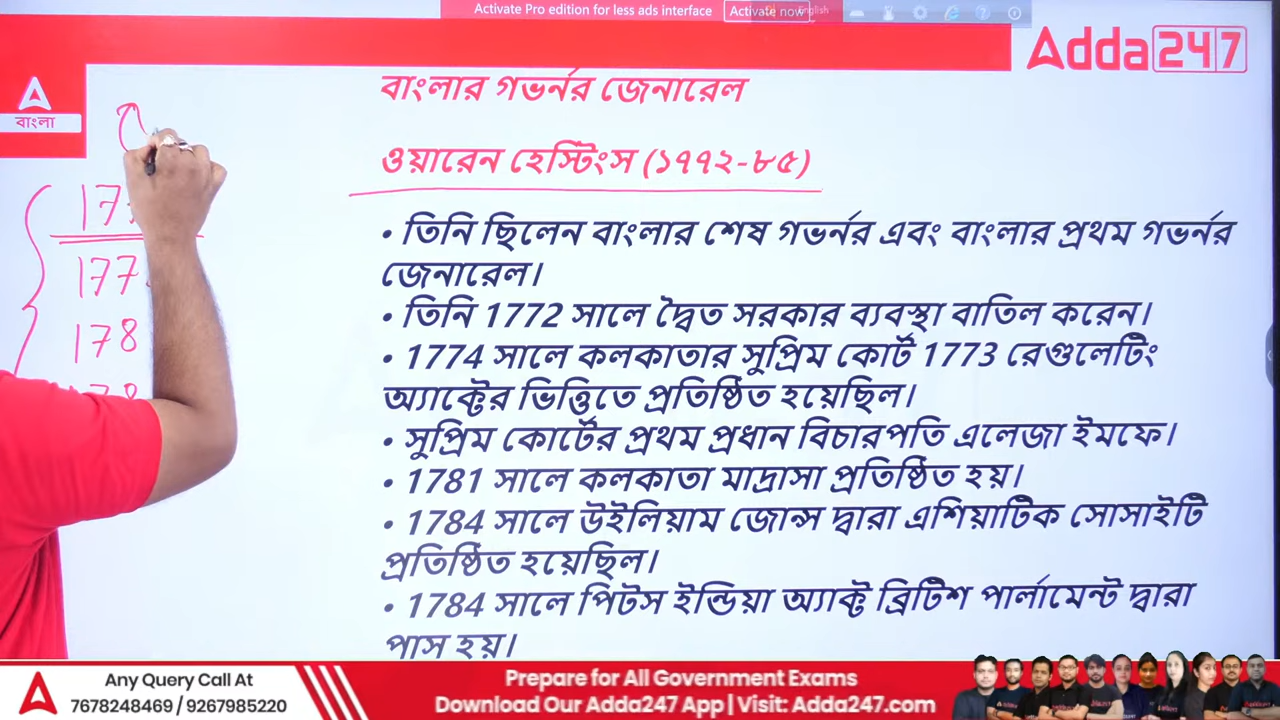 Activate Pro edition for less ads interface
Activate now
English
Adda247
বাংলা
বাংলার গভর্নর জেনারেল
ওয়ারেন হেস্টিংস (১৭৭২-৮৫)
• তিনি ছিলেন বাংলার শেষ গভর্নর এবং বাংলার প্রথম গভর্নর
জেনারেল।
• তিনি 1772 সালে দ্বৈত সরকার ব্যবস্থা বাতিল করেন।
• 1774 সালে কলকাতার সুপ্রিম কোর্ট 1773 রেগুলেটিং
অ্যাক্টের ভিত্তিতে প্রতিষ্ঠিত হয়েছিল।
• সুপ্রিম কোর্টের প্রথম প্রধান বিচারপতি এলেজা ইমফে।
• 1781 সালে কলকাতা মাদ্রাসা প্রতিষ্ঠিত হয়।
• 1784 সালে উইলিয়াম জোন্স দ্বারা এশিয়াটিক সোসাইটি
প্রতিষ্ঠিত হয়েছিল।
• 1784 সালে পিটস ইন্ডিয়া অ্যাক্ট ব্রিটিশ পার্লামেন্ট দ্বারা
পাস হয়।
Any Query Call At
7678248469 / 9267985220
Prepare for All Government Exams
Download Our Adda247 App | Visit: Adda247.com